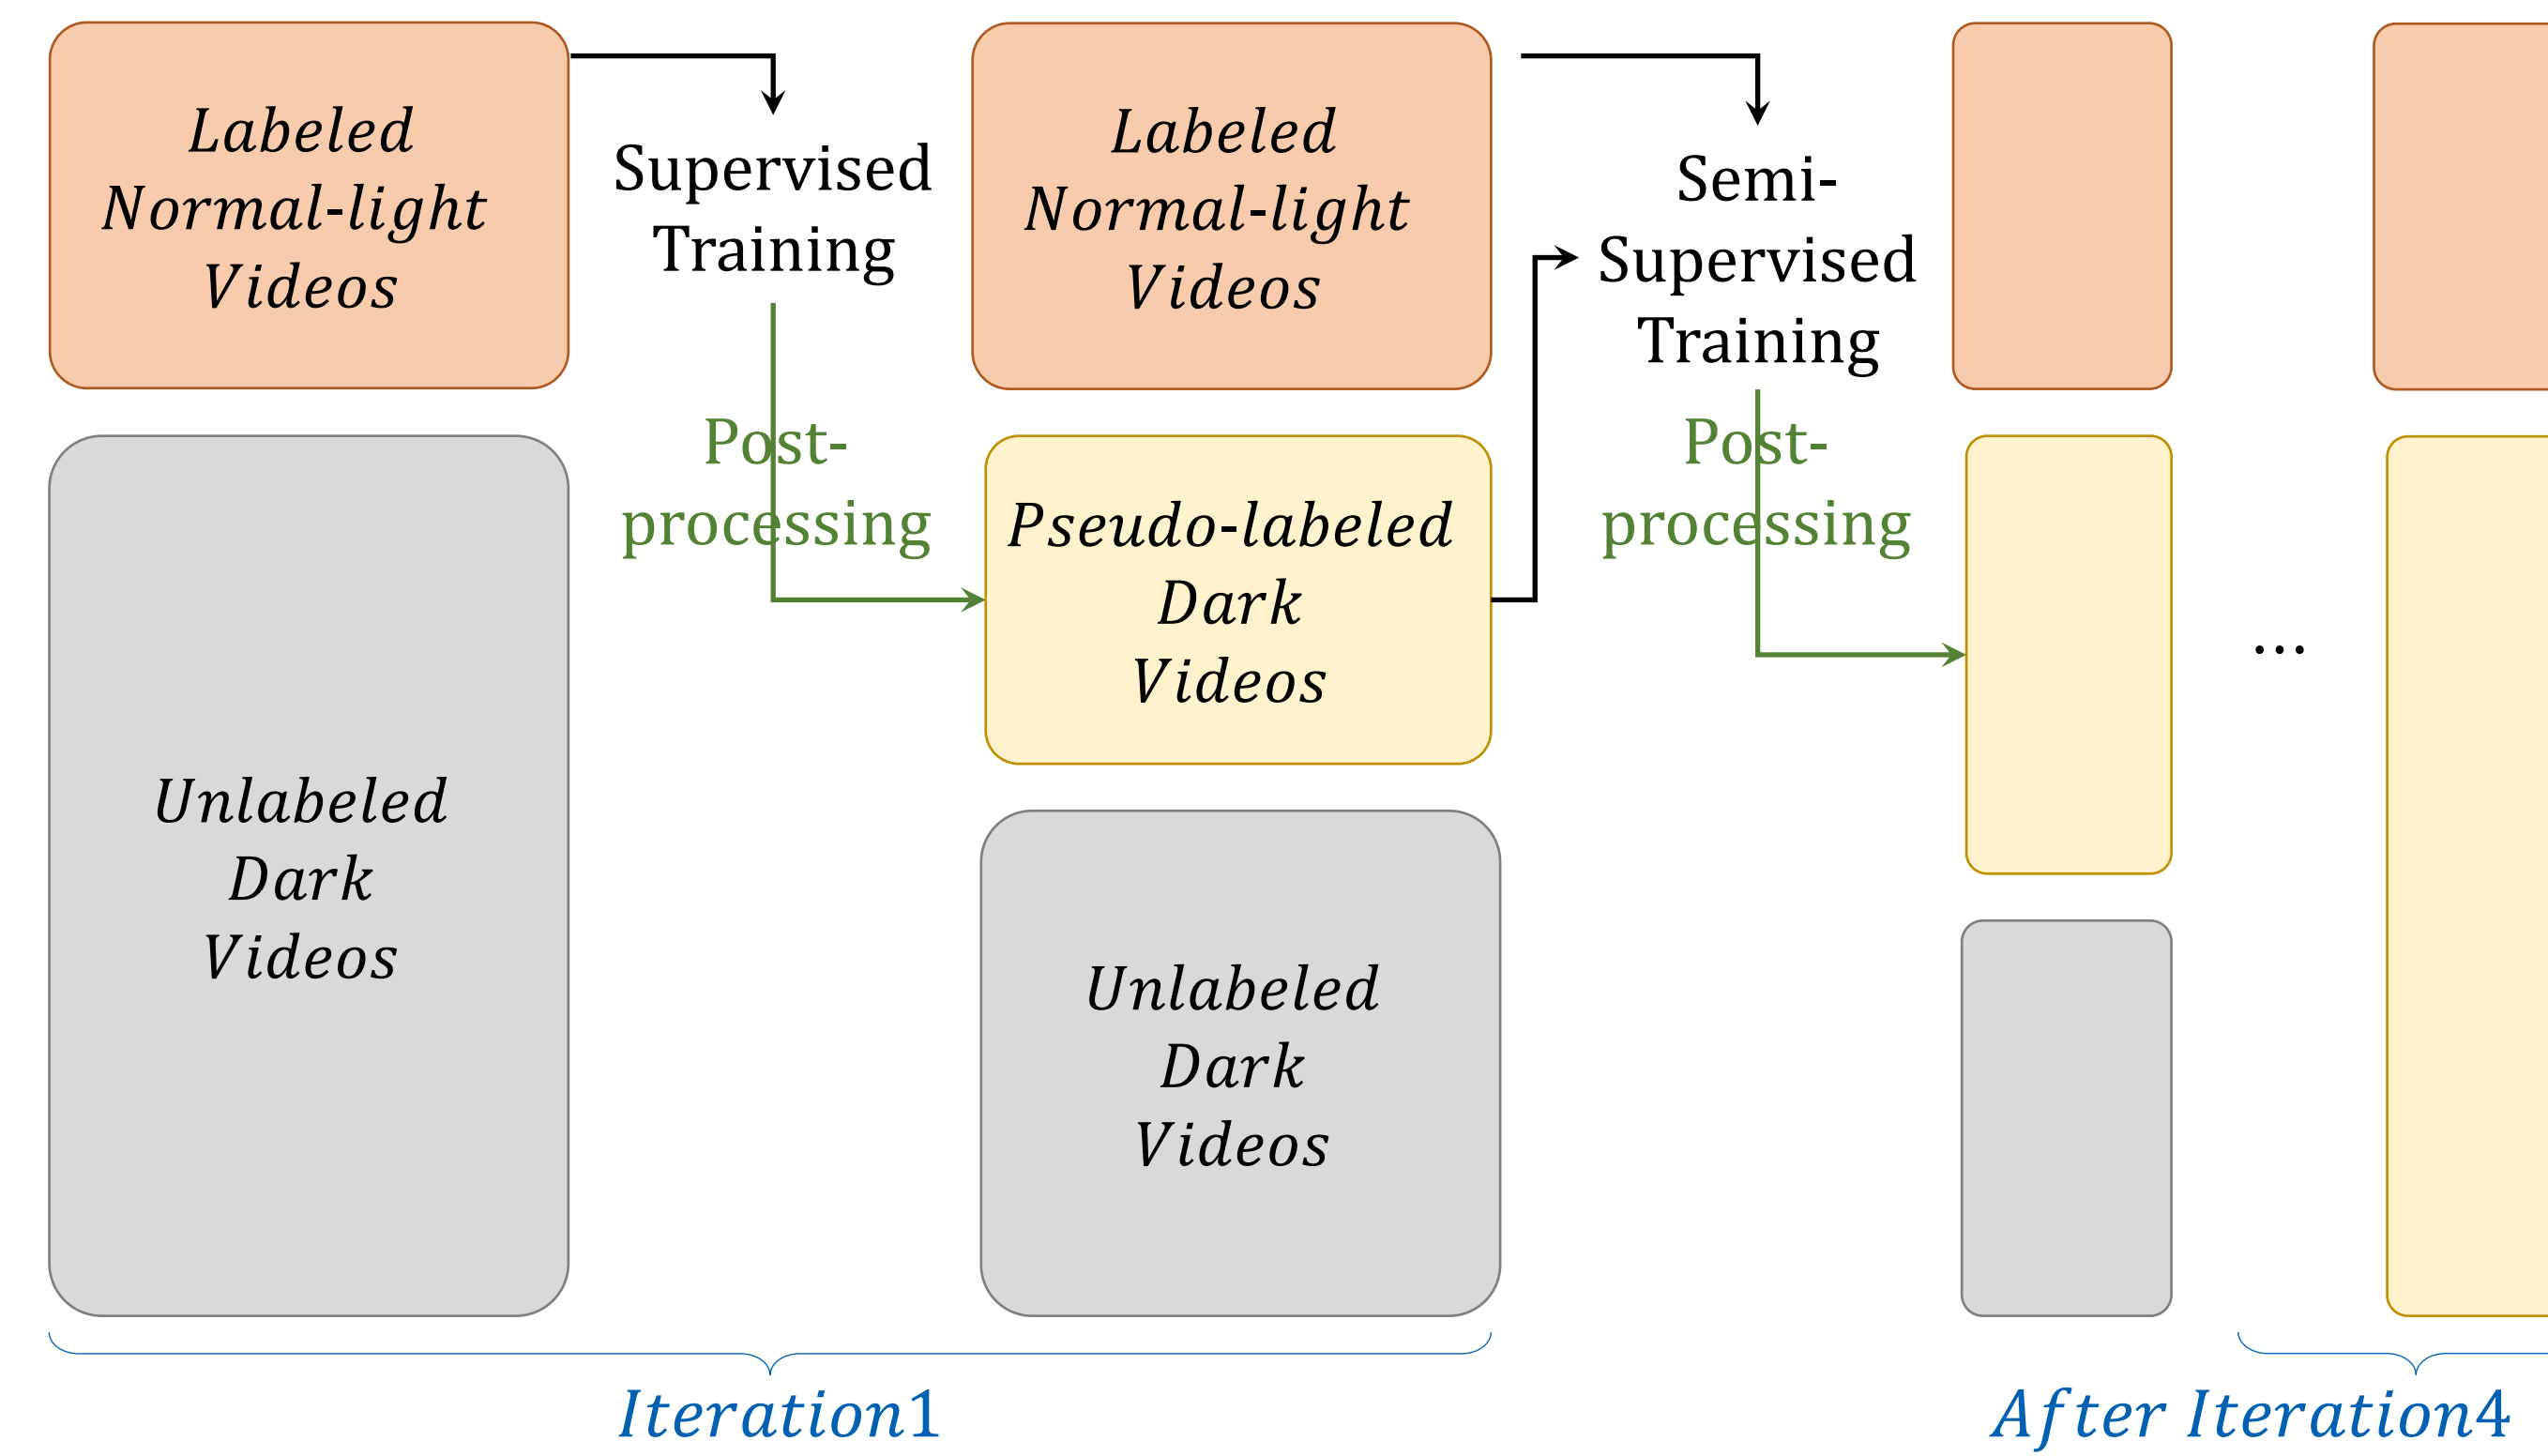 Labeled
Normal-light
Videos
Unlabeled
Dark
Videos
Supervised
Training
Post-
processing
Labeled
Normal-light
Videos
Pseudo-labeled
Dark
Videos
Unlabeled
Dark
Videos
Semi-
Supervised
Training
Post-
processing
...
Iteration1
After Iteration4